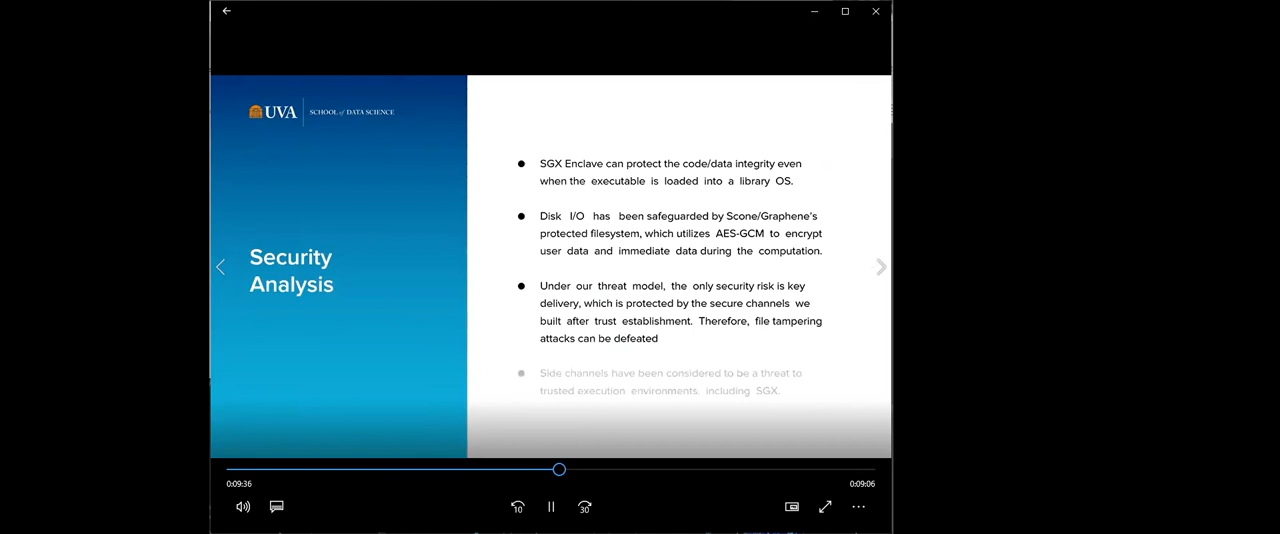 UVA SCHOOL of DATA SCIENCE
Security
Analysis
SGX Enclave can protect the code/data integrity even
when the executable is loaded into a library OS.
Disk I/O has been safeguarded by Scone/Graphene's
protected filesystem, which utilizes AES-GCM to encrypt
user data and immediate data during the computation.
Under our threat model, the only security risk is key
delivery, which is protected by the secure channels we
built after trust establishment. Therefore, file tampering
attacks can be defeated
Side channels have been considered to be a threat to
trusted execution environments, including SGX.
0:09:36
0:09:06
10
30